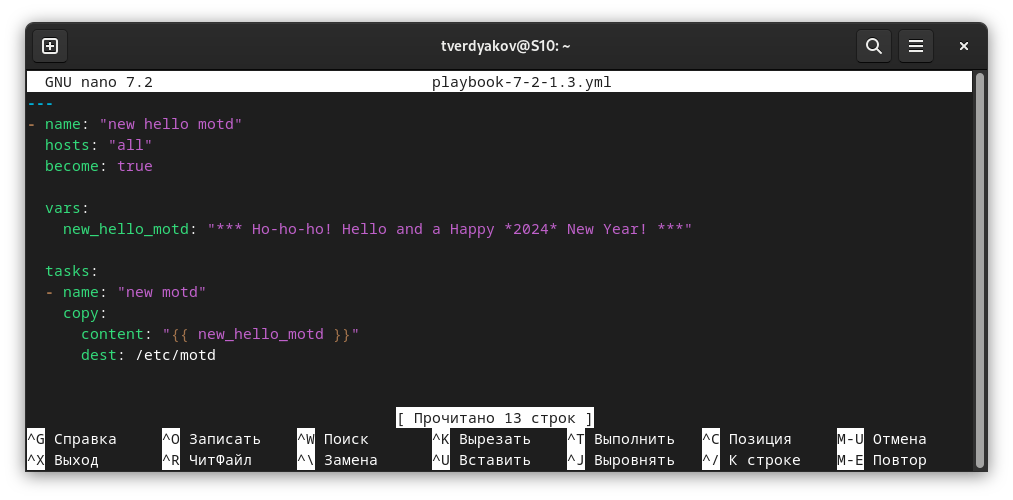 tverdyakov@S10: ~
GNU nano 7.2 playbook-7-2-1.3.yml
---
- name: "new hello motd"
  hosts: "all"
  become: true

  vars:
    new_hello_motd: "*** Ho-ho-ho! Hello and a Happy *2024* New Year! ***"

  tasks:
  - name: "new motd"
    copy:
      content: "{{ new_hello_motd }}"
      dest: /etc/motd

[ Прочитано 13 строк ]
^G Справка ^O Записать ^W Поиск ^K Вырезать ^T Выполнить ^C Позиция M-U Отмена
^X Выход ^R ЧитФайл ^\ Замена ^U Вставить ^J Выровнять ^/ К строке M-E Повтор